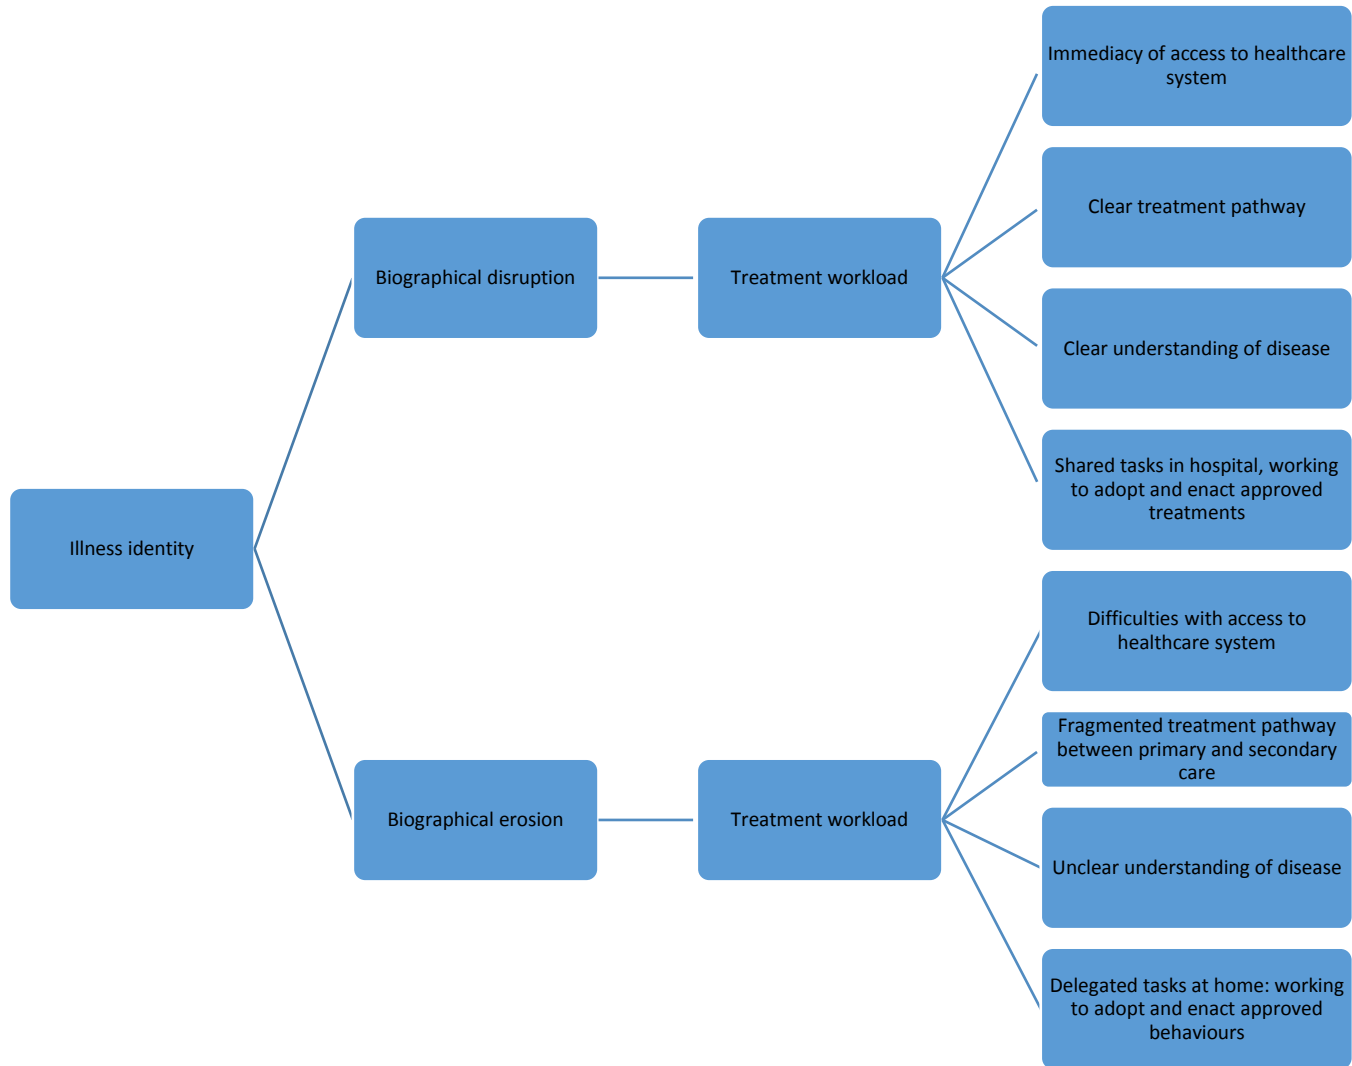 Immediacy of access to healthcare
system
Clear treatment pathway
Biographical disruption
Treatment workload
Clear understanding of disease
Shared tasks in hospital, working
to adopt and enact approved
treatments
Illness identity
Difficulties with access to
healthcare system
Fragmented treatment pathway
between primary and secondary
care
Biographical erosion
Treatment workload
Unclear understanding of disease
Delegated tasks at home: working
to adopt and enact approved
behaviours